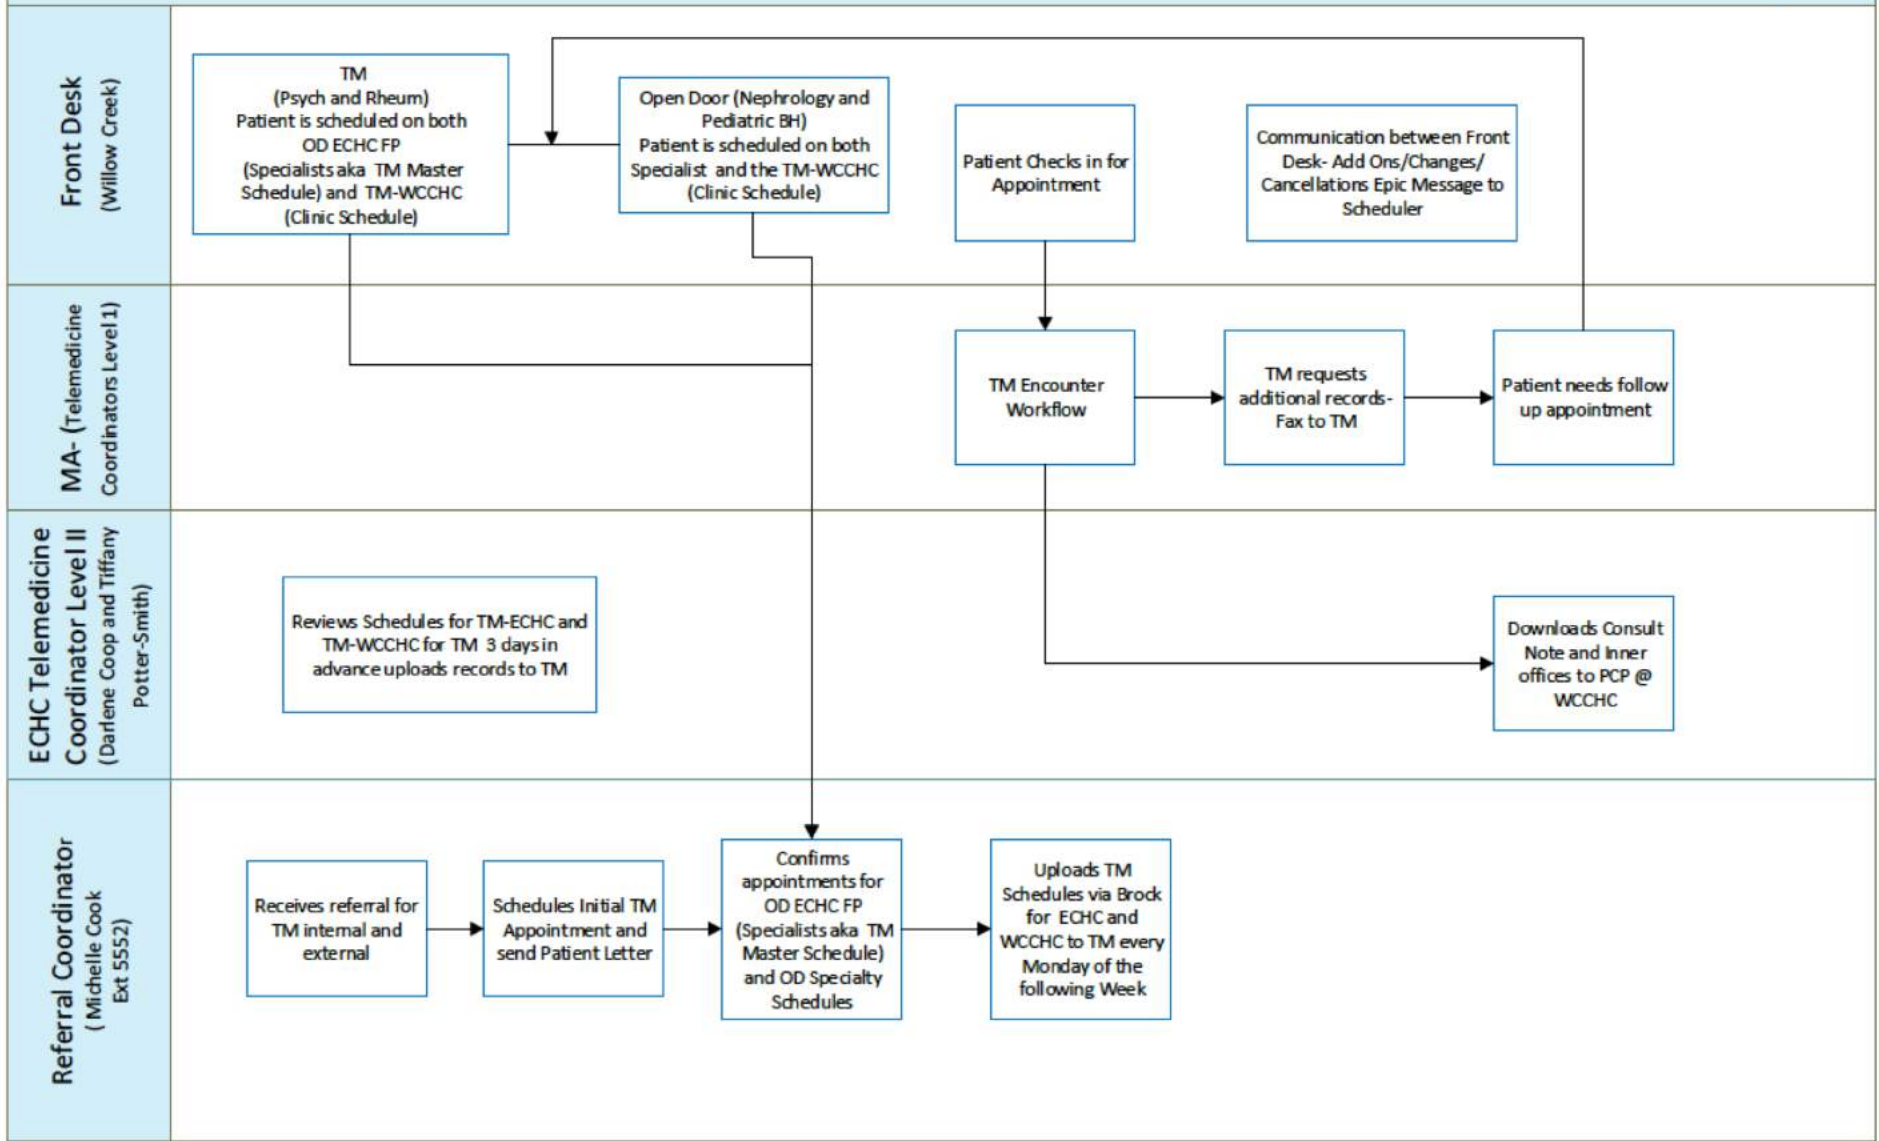 Front Desk
(Willow Creek)
TM
(Psych and Rheum)
Patient is scheduled on both
OD ECHC FP
(Specialists aka TM Master
Schedule) and TM-WCCHC
(Clinic Schedule)
Open Door (Nephrology and
Pediatric BH)
Patient is scheduled on both
Specialist and the TM-WCCHC
(Clinic Schedule)
Patient Checks in for
Appointment
Communication between Front
Desk- Add Ons/Changes/
Cancellations Epic Message to
Scheduler
MA- (Telemedicine
Coordinators Level 1)
TM Encounter
Workflow
TM requests
additional records-
Fax to TM
Patient needs follow
up appointment
ECHC Telemedicine
Coordinator Level II
(Darlene Coop and Tiffany
Potter-Smith)
Reviews Schedules for TM-ECHC and
TM-WCCHC for TM 3 days in
advance uploads records to TM
Downloads Consult
Note and Inner
offices to PCP @
WCCHC
Referral Coordinator
( Michelle Cook
Ext 5552)
Receives referral for
TM internal and
external
Schedules Initial TM
Appointment and
send Patient Letter
Confirms
appointments for
OD ECHC FP
(Specialists aka TM
Master Schedule)
and OD Specialty
Schedules
Uploads TM
Schedules via Brock
for ECHC and
WCCHC to TM every
Monday of the
following Week